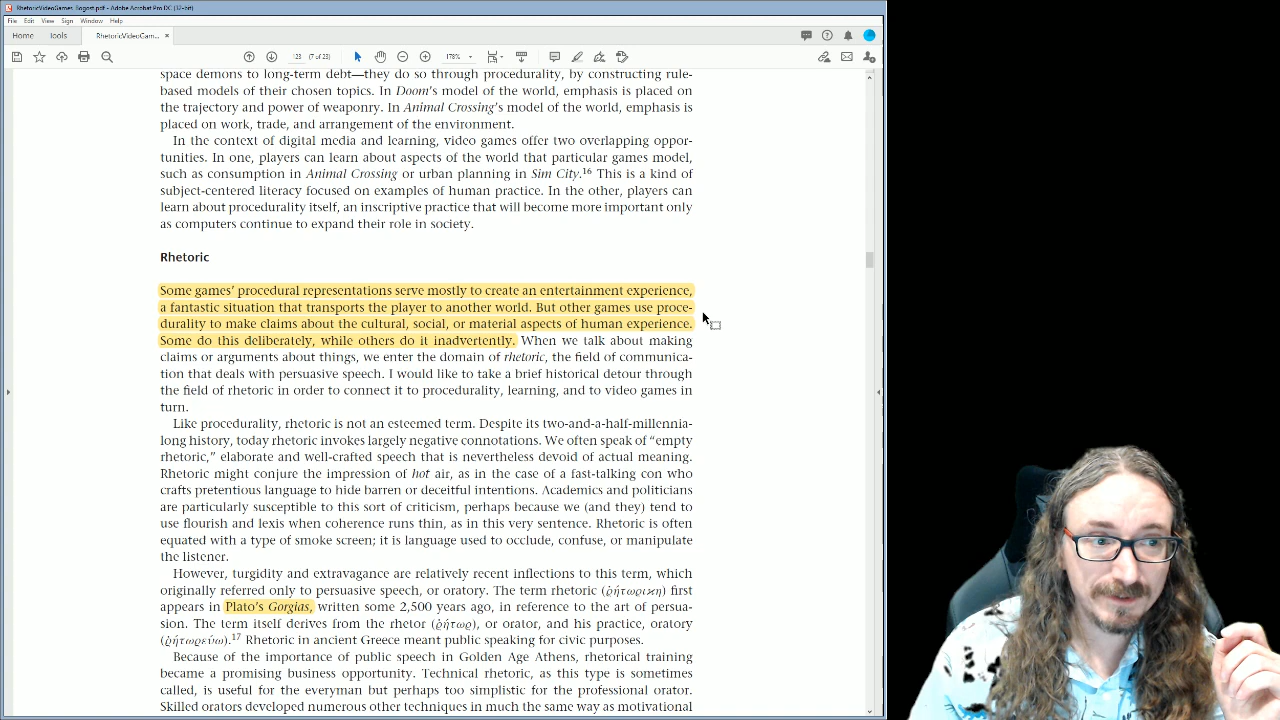 RhetoricVideoGames_Bogost.pdf - Adobe Acrobat Pro DC (32-bit)
File Edit View Sign Window Help
Home Tools RhetoricVideoGam... ×
123 (7 of 23) 178%
space demons to long-term debt—they do so through procedurality, by constructing rule-
based models of their chosen topics. In Doom's model of the world, emphasis is placed on
the trajectory and power of weaponry. In Animal Crossing's model of the world, emphasis is
placed on work, trade, and arrangement of the environment.
In the context of digital media and learning, video games offer two overlapping oppor-
tunities. In one, players can learn about aspects of the world that particular games model,
such as consumption in Animal Crossing or urban planning in Sim City.16 This is a kind of
subject-centered literacy focused on examples of human practice. In the other, players can
learn about procedurality itself, an inscriptive practice that will become more important only
as computers continue to expand their role in society.
Rhetoric
Some games' procedural representations serve mostly to create an entertainment experience,
a fantastic situation that transports the player to another world. But other games use proce-
durality to make claims about the cultural, social, or material aspects of human experience.
Some do this deliberately, while others do it inadvertently. When we talk about making
claims or arguments about things, we enter the domain of rhetoric, the field of communica-
tion that deals with persuasive speech. I would like to take a brief historical detour through
the field of rhetoric in order to connect it to procedurality, learning, and to video games in
turn.
Like procedurality, rhetoric is not an esteemed term. Despite its two-and-a-half-millennia-
long history, today rhetoric invokes largely negative connotations. We often speak of “empty
rhetoric,” elaborate and well-crafted speech that is nevertheless devoid of actual meaning.
Rhetoric might conjure the impression of hot air, as in the case of a fast-talking con who
crafts pretentious language to hide barren or deceitful intentions. Academics and politicians
are particularly susceptible to this sort of criticism, perhaps because we (and they) tend to
use flourish and lexis when coherence runs thin, as in this very sentence. Rhetoric is often
equated with a type of smoke screen; it is language used to occlude, confuse, or manipulate
the listener.
However, turgidity and extravagance are relatively recent inflections to this term, which
originally referred only to persuasive speech, or oratory. The term rhetoric (ῥήτωριϰη) first
appears in Plato's Gorgias, written some 2,500 years ago, in reference to the art of persua-
sion. The term itself derives from the rhetor (ῥήτωρ), or orator, and his practice, oratory
(ῥήτωρεύω).17 Rhetoric in ancient Greece meant public speaking for civic purposes.
Because of the importance of public speech in Golden Age Athens, rhetorical training
became a promising business opportunity. Technical rhetoric, as this type is sometimes
called, is useful for the everyman but perhaps too simplistic for the professional orator.
Skilled orators developed numerous other techniques in much the same way as motivational